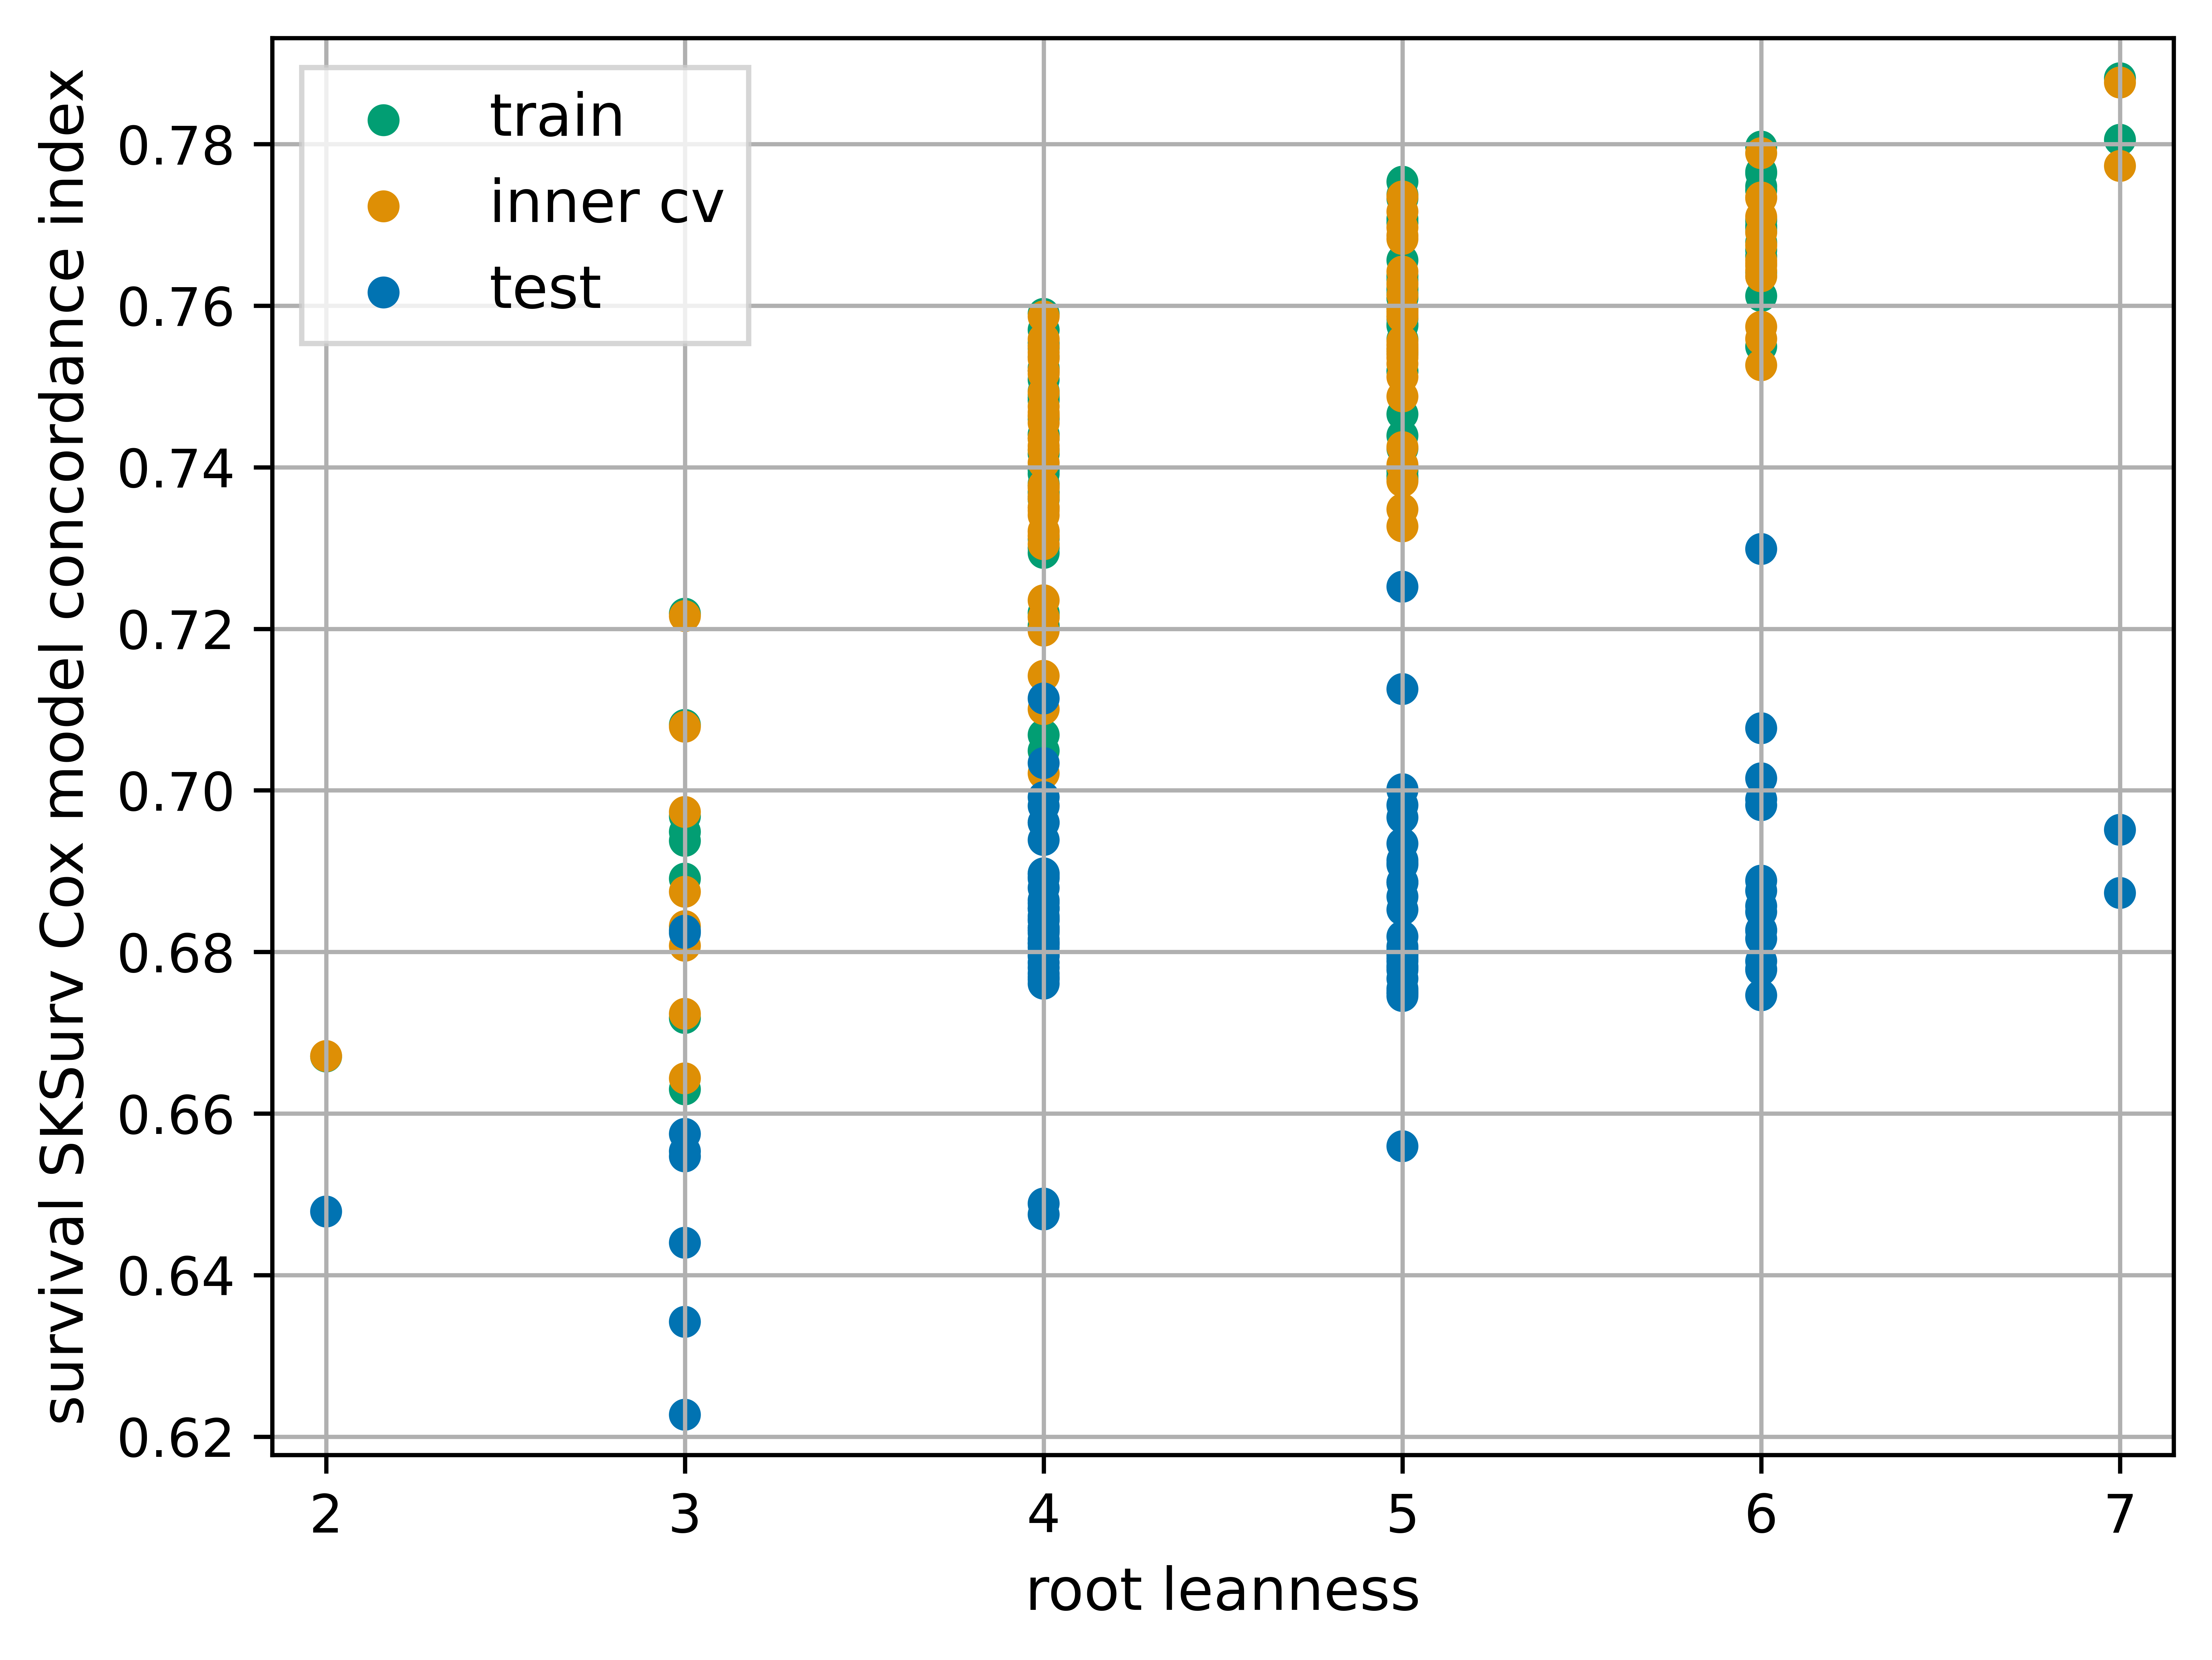 survival SKSurv Cox model concordance index
0.78
0.76
0.74
0.72
0.70
0.68
0.66
0.64
0.62
train
inner cv
test
2 3 4 5 6 7
root leanness